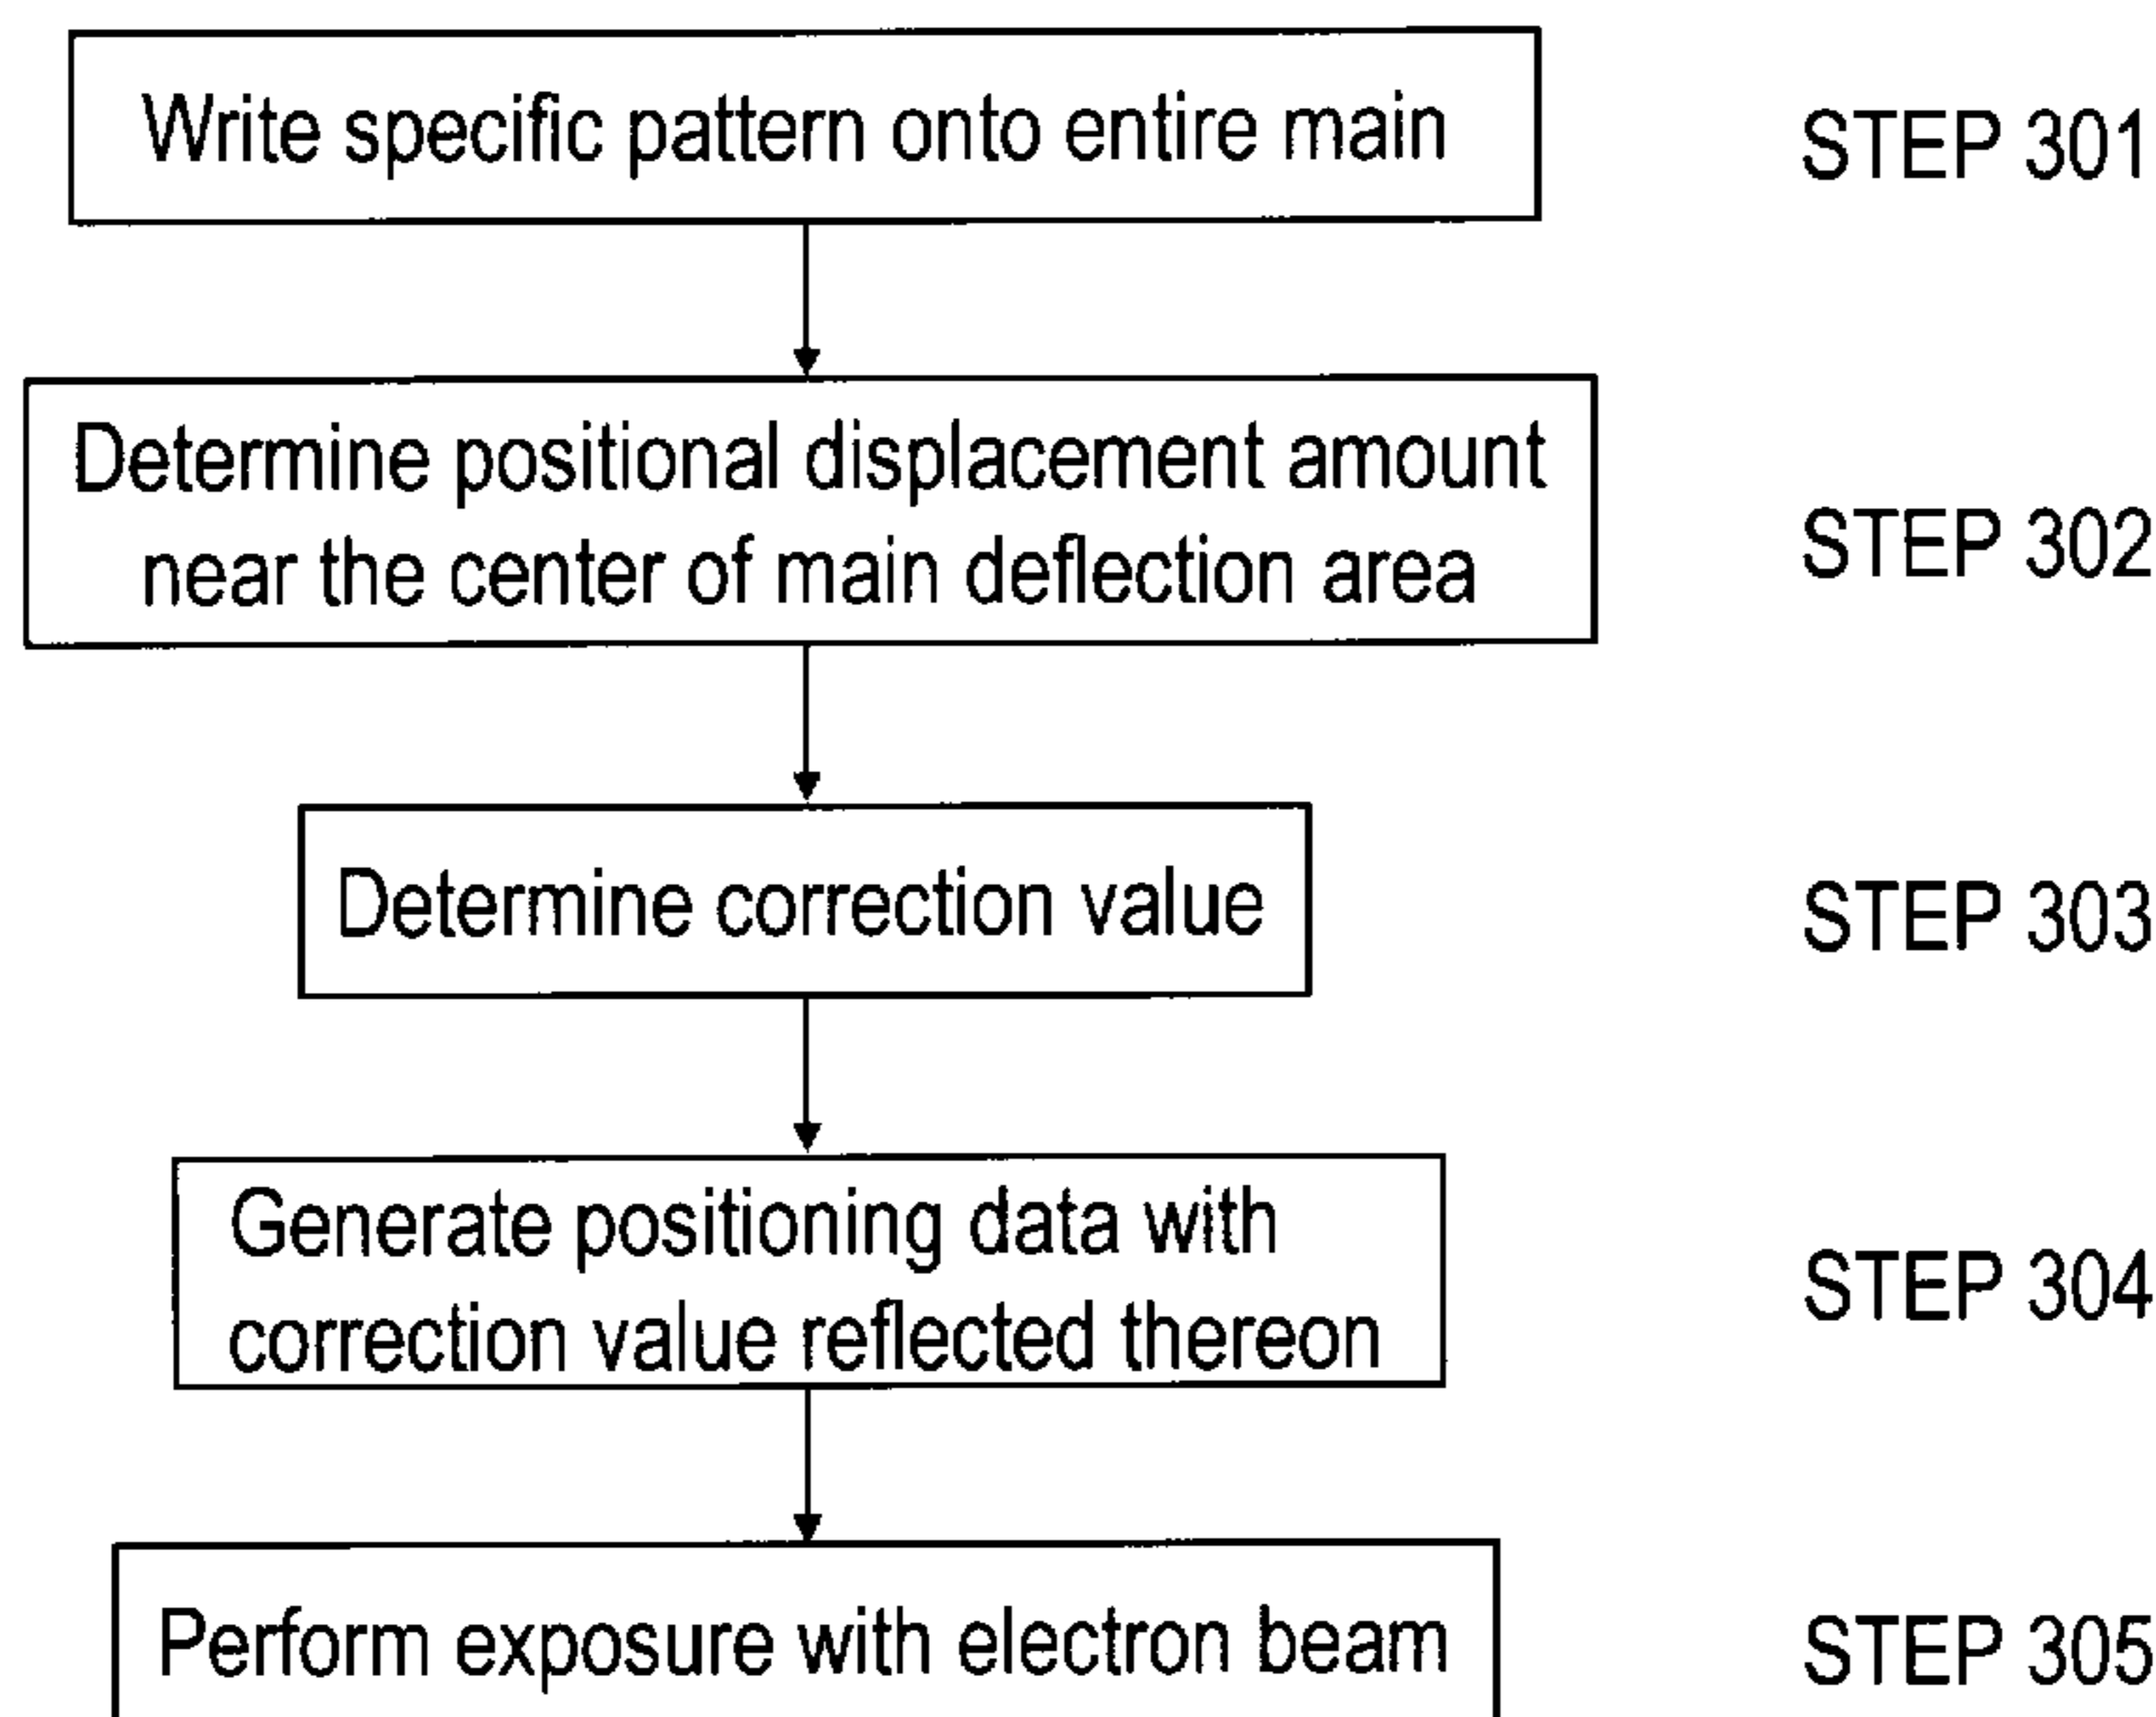 Write specific pattern onto entire main
STEP 301
Determine positional displacement amount
near the center of main deflection area
STEP 302
Determine correction value
STEP 303
Generate positioning data with
correction value reflected thereon
STEP 304
Perform exposure with electron beam
STEP 305